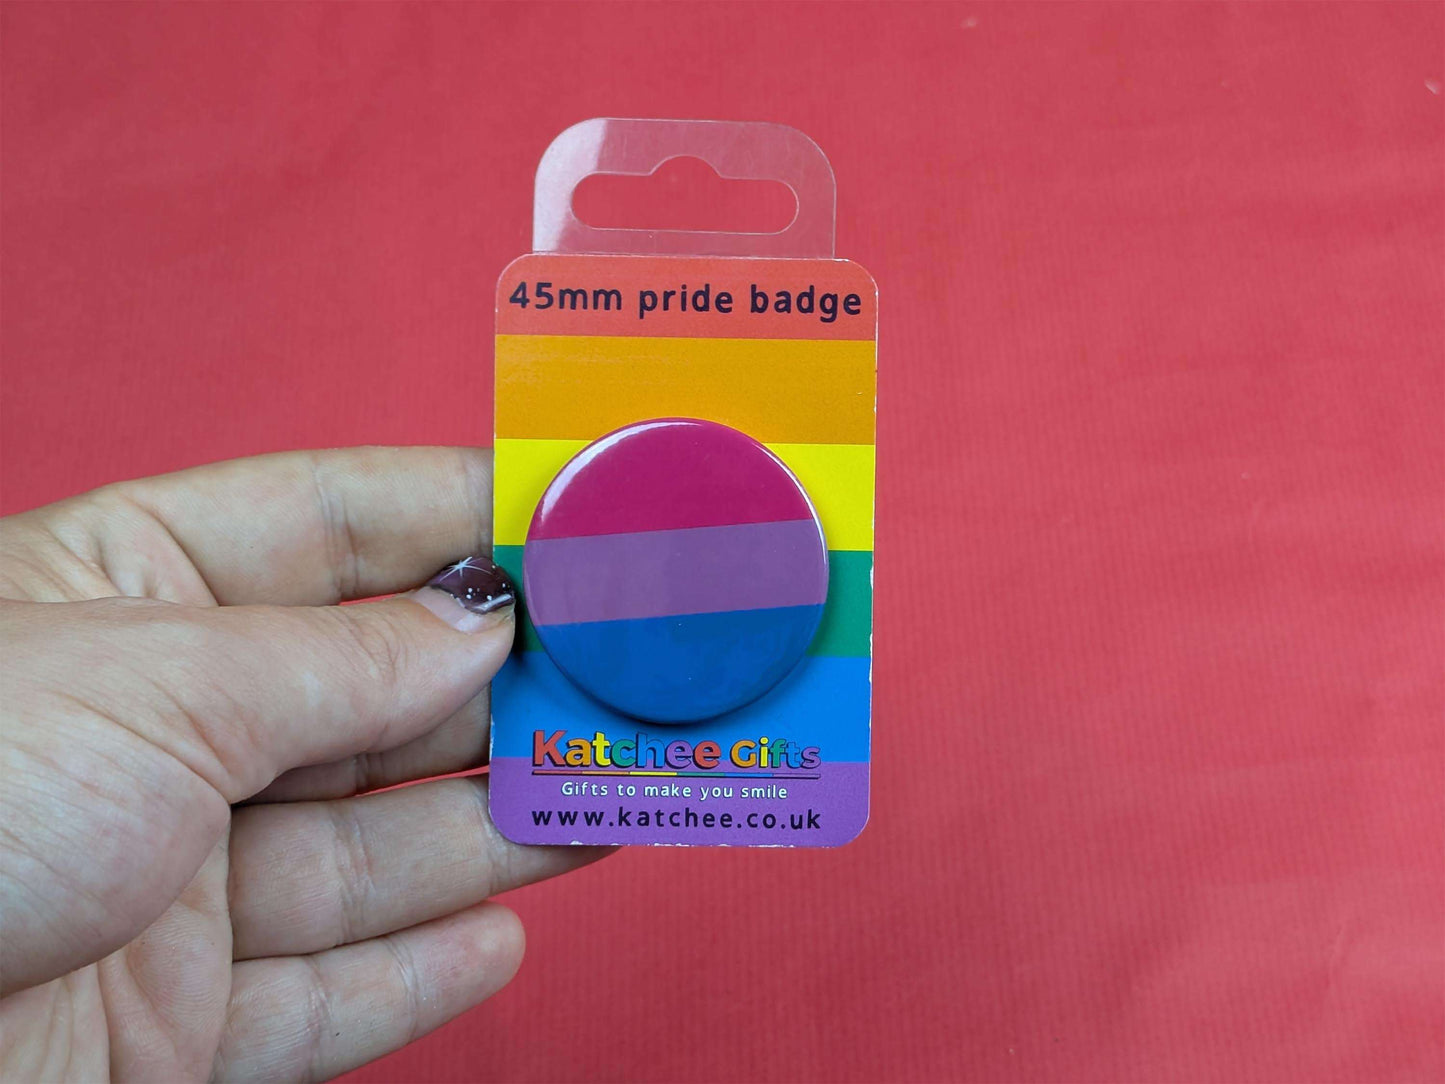 45mm pride badge
Katchee Gifts
Gifts to make you smile
www.katchee.co.uk